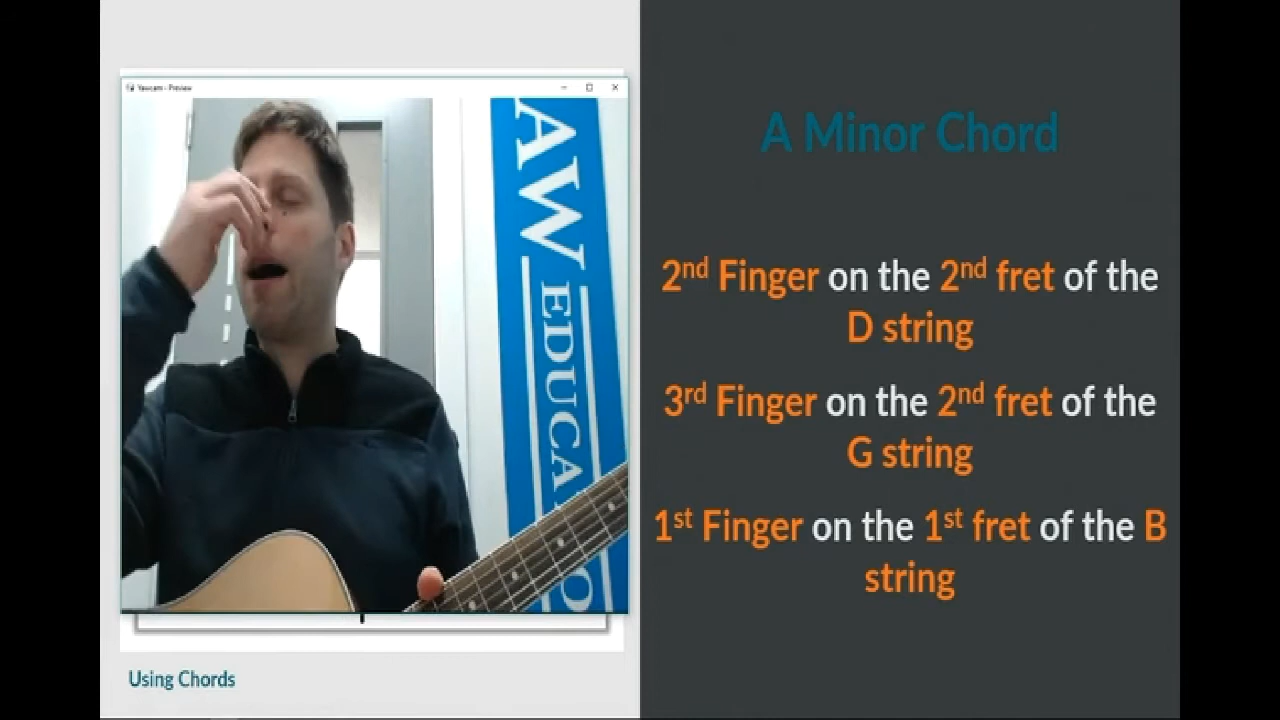 Yawcam - Preview
AW
EDUCA
O
Using Chords
A Minor Chord
2nd Finger on the 2nd fret of the
D string
3rd Finger on the 2nd fret of the
G string
1st Finger on the 1st fret of the B
string